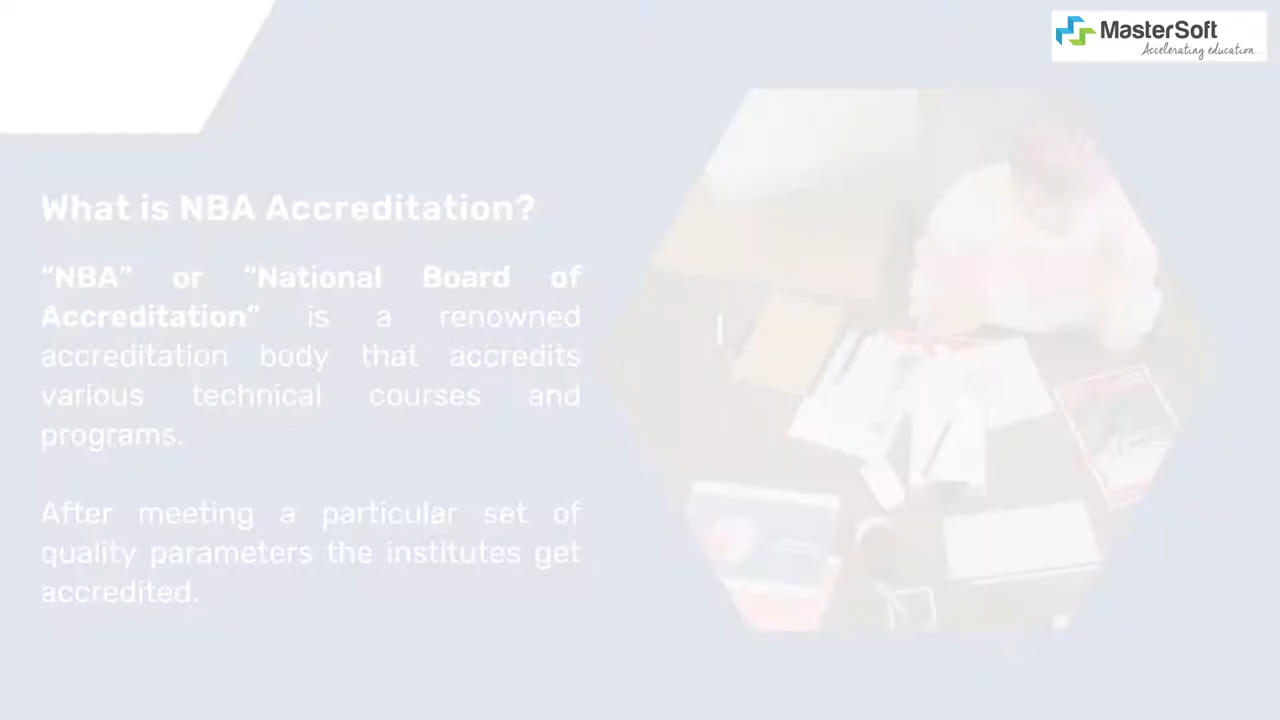 MasterSoft
Accelerating education...
What is NBA Accreditation?
“NBA” or “National Board of
Accreditation” is a renowned
accreditation body that accredits
various technical courses and
programs.
After meeting a particular set of
quality parameters the institutes get
accredited.